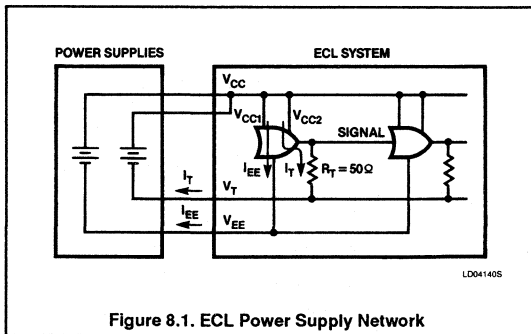 POWER SUPPLIES
ECL SYSTEM
VCC
VCC1
VCC2
SIGNAL
IEE
IT
RT = 50Ω
IT
VT
IEE
VEE
LD04140S
Figure 8.1. ECL Power Supply Network